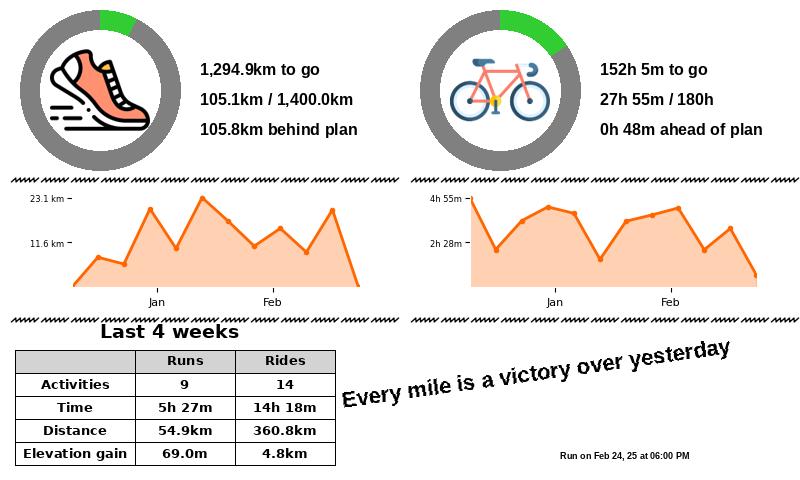 1,294.9km to go
105.1km / 1,400.0km
105.8km behind plan
152h 5m to go
27h 55m / 180h
0h 48m ahead of plan
23.1 km
11.6 km
Jan Feb
4h 55m
2h 28m
Jan Feb
Last 4 weeks
Runs Rides
Activities 9 14
Time 5h 27m 14h 18m
Distance 54.9km 360.8km
Elevation gain 69.0m 4.8km
Every mile is a victory over yesterday
Run on Feb 24, 25 at 06:00 PM